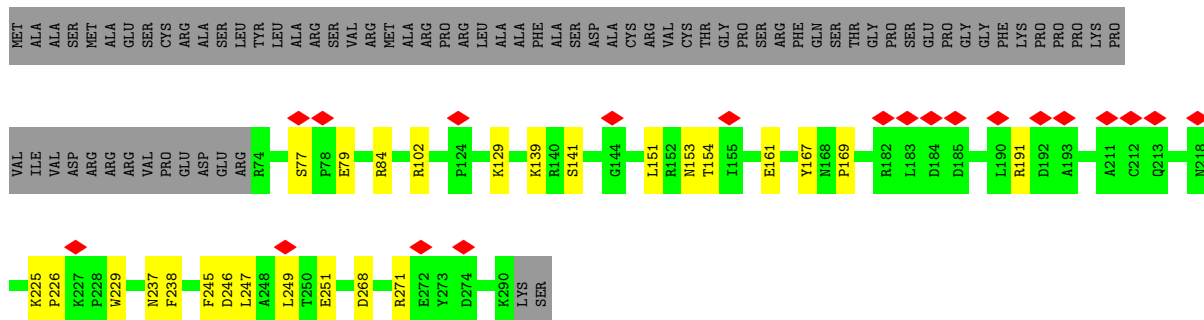 MET ALA ALA SER MET ALA GLU SER CYS ARG ALA SER LEU TYR LEU ALA ARG SER VAL ARG MET ALA ARG PRO ARG LEU ALA ALA PHE ALA SER ASP ALA CYS ARG VAL CYS THR GLY PRO SER ARG PHE GLN SER THR GLY PRO SER GLU PRO GLY GLY PHE LYS PRO PRO PRO LYS PRO
VAL ILE VAL ASP ARG ARG ARG VAL PRO GLU ASP GLU ARG R74 S77 P78 E79 R84 R102 P124 K129 K139 R140 S141 G144 L151 R152 N153 T154 I155 E161 Y167 N168 P169 R182 L183 D184 D185 L190 R191 D192 A193 A211 C212 Q213 N218
K225 P226 K227 P228 W229 N237 F238 F245 D246 L247 A248 L249 T250 E251 D268 R271 E272 Y273 D274 K290 LYS SER